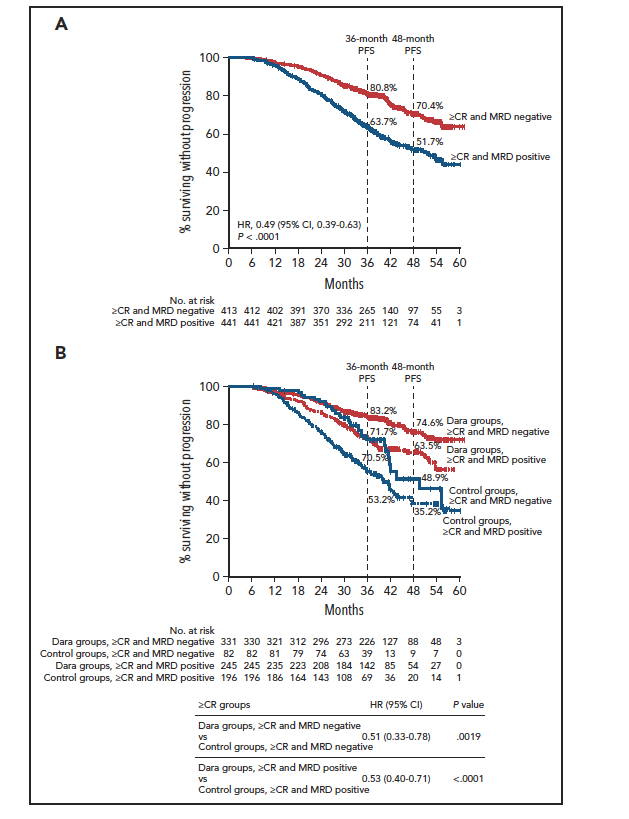 A
36-month 48-month
PFS PFS
100
80
60
40
20
0
% surviving without progression
80.8%
70.4%
63.7%
51.7%
≥CR and MRD negative
≥CR and MRD positive
HR, 0.49 (95% CI, 0.39-0.63)
P < .0001
0 6 12 18 24 30 36 42 48 54 60
Months
No. at risk
≥CR and MRD negative 413 412 402 391 370 336 265 140 97 55 3
≥CR and MRD positive 441 441 421 387 351 292 211 121 74 41 1
B
36-month 48-month
PFS PFS
100
80
60
40
20
0
% surviving without progression
83.2%
74.6%
71.7%
63.5%
70.5%
48.9%
53.2%
35.2%
Dara groups,
≥CR and MRD negative
Dara groups,
≥CR and MRD positive
Control groups,
≥CR and MRD negative
Control groups,
≥CR and MRD positive
0 6 12 18 24 30 36 42 48 54 60
Months
No. at risk
Dara groups, ≥CR and MRD negative 331 330 321 312 296 273 226 127 88 48 3
Control groups, ≥CR and MRD negative 82 82 81 79 74 63 39 13 9 7 0
Dara groups, ≥CR and MRD positive 245 245 235 223 208 184 142 85 54 27 0
Control groups, ≥CR and MRD positive 196 196 186 164 143 108 69 36 20 14 1
≥CR groups HR (95% CI) P value
Dara groups, ≥CR and MRD negative
vs 0.51 (0.33-0.78) .0019
Control groups, ≥CR and MRD negative
Dara groups, ≥CR and MRD positive
vs 0.53 (0.40-0.71) <.0001
Control groups, ≥CR and MRD positive